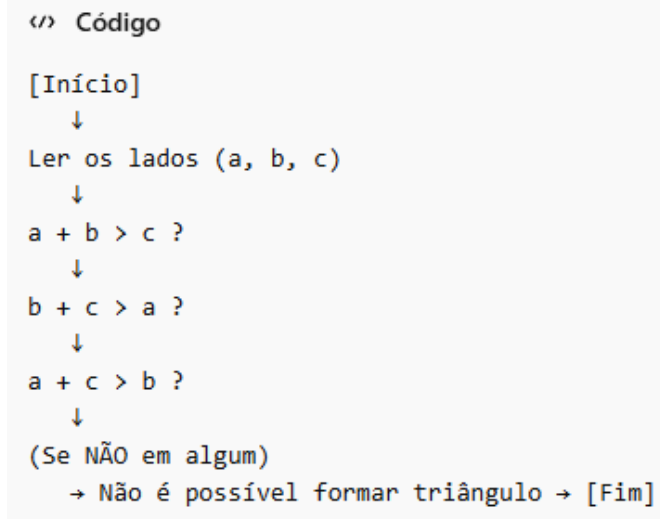 </> Código
[Início]
↓
Ler os lados (a, b, c)
↓
a + b > c ?
↓
b + c > a ?
↓
a + c > b ?
↓
(Se NÃO em algum)
→ Não é possível formar triângulo → [Fim]